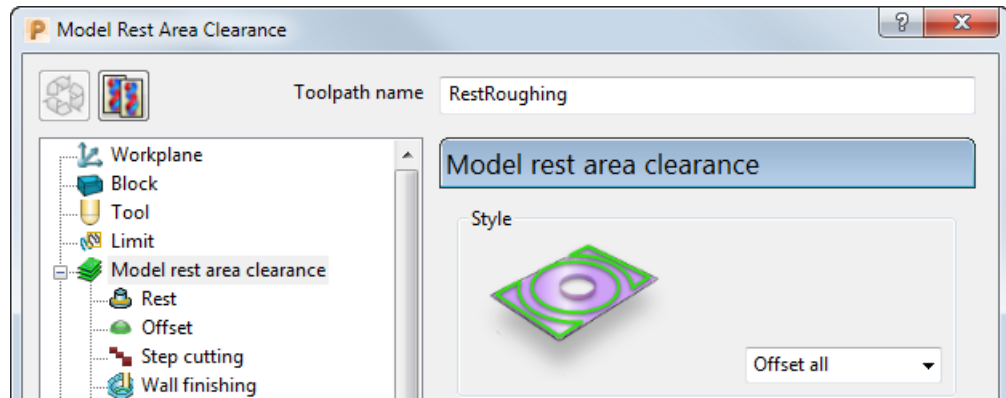 Model Rest Area Clearance
?
Toolpath name RestRoughing
Workplane
Block
Tool
Limit
Model rest area clearance
Rest
Offset
Step cutting
Wall finishing
Model rest area clearance
Style
Offset all